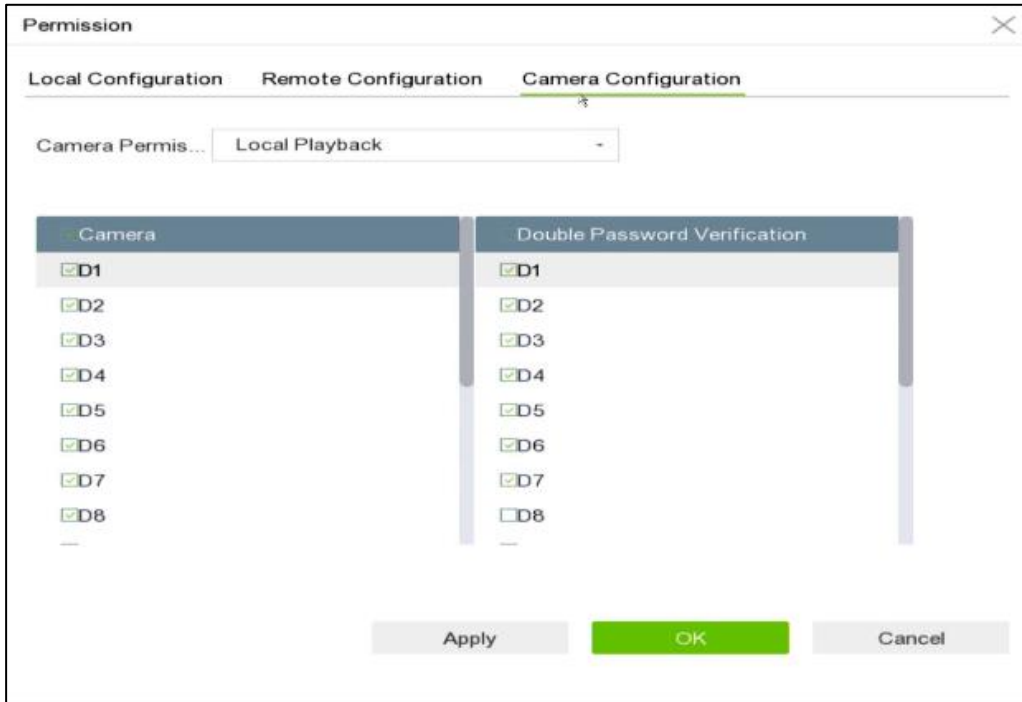 Permission
Local Configuration Remote Configuration Camera Configuration
Camera Permis... Local Playback
Camera Double Password Verification
D1 D1
D2 D2
D3 D3
D4 D4
D5 D5
D6 D6
D7 D7
D8 D8
Apply OK Cancel